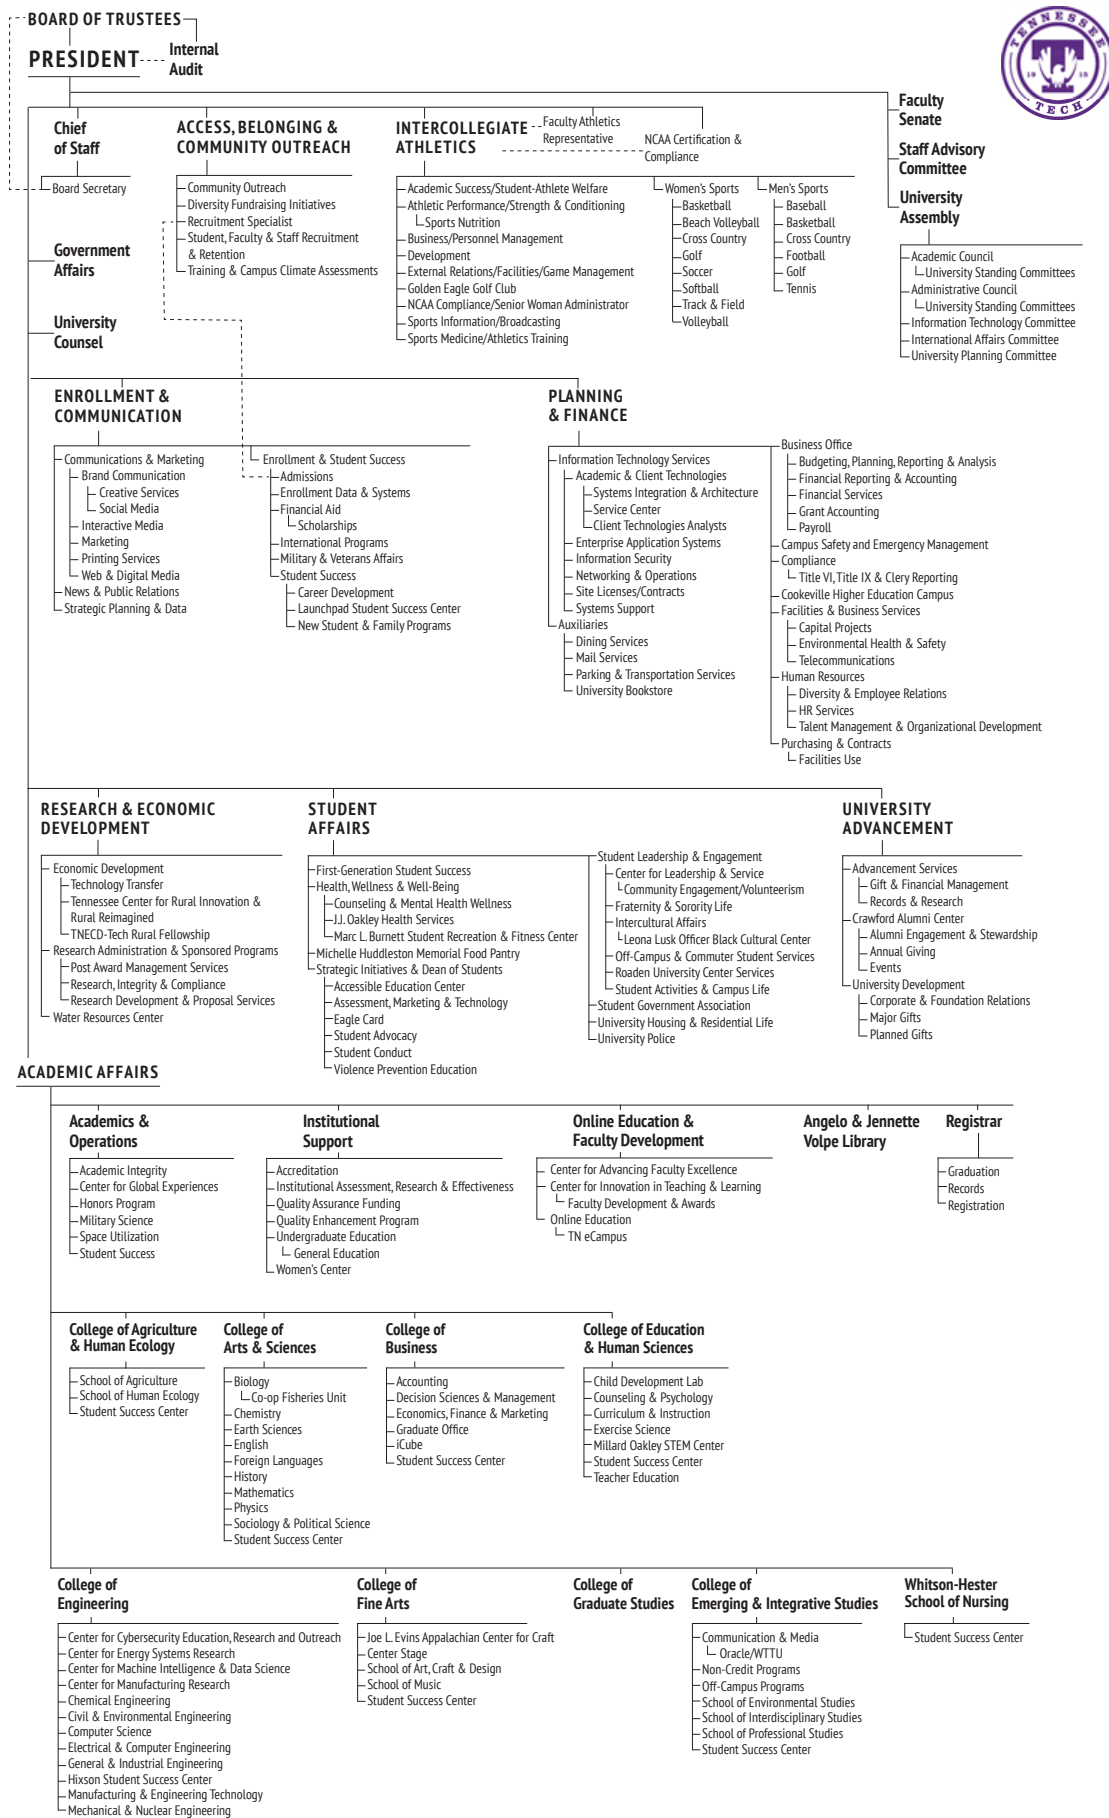 BOARD OF TRUSTEES
PRESIDENT
Internal
Audit
TENNESSEE
1915
TECH
Faculty
Senate
Staff Advisory
Committee
University
Assembly
Academic Council
University Standing Committees
Administrative Council
University Standing Committees
Information Technology Committee
International Affairs Committee
University Planning Committee
Chief
of Staff
Board Secretary
Government
Affairs
University
Counsel
ACCESS, BELONGING &
COMMUNITY OUTREACH
Community Outreach
Diversity Fundraising Initiatives
Recruitment Specialist
Student, Faculty & Staff Recruitment
& Retention
Training & Campus Climate Assessments
INTERCOLLEGIATE
ATHLETICS
Faculty Athletics
Representative
NCAA Certification &
Compliance
Academic Success/Student-Athlete Welfare
Athletic Performance/Strength & Conditioning
Sports Nutrition
Business/Personnel Management
Development
External Relations/Facilities/Game Management
Golden Eagle Golf Club
NCAA Compliance/Senior Woman Administrator
Sports Information/Broadcasting
Sports Medicine/Athletics Training
Women's Sports
Basketball
Beach Volleyball
Cross Country
Golf
Soccer
Softball
Track & Field
Volleyball
Men's Sports
Baseball
Basketball
Cross Country
Football
Golf
Tennis
ENROLLMENT &
COMMUNICATION
Communications & Marketing
Brand Communication
Creative Services
Social Media
Interactive Media
Marketing
Printing Services
Web & Digital Media
News & Public Relations
Strategic Planning & Data
Enrollment & Student Success
Admissions
Enrollment Data & Systems
Financial Aid
Scholarships
International Programs
Military & Veterans Affairs
Student Success
Career Development
Launchpad Student Success Center
New Student & Family Programs
PLANNING
& FINANCE
Information Technology Services
Academic & Client Technologies
Systems Integration & Architecture
Service Center
Client Technologies Analysts
Enterprise Application Systems
Information Security
Networking & Operations
Site Licenses/Contracts
Systems Support
Auxiliaries
Dining Services
Mail Services
Parking & Transportation Services
University Bookstore
Business Office
Budgeting, Planning, Reporting & Analysis
Financial Reporting & Accounting
Financial Services
Grant Accounting
Payroll
Campus Safety and Emergency Management
Compliance
Title VI, Title IX & Clery Reporting
Cookeville Higher Education Campus
Facilities & Business Services
Capital Projects
Environmental Health & Safety
Telecommunications
Human Resources
Diversity & Employee Relations
HR Services
Talent Management & Organizational Development
Purchasing & Contracts
Facilities Use
RESEARCH & ECONOMIC
DEVELOPMENT
Economic Development
Technology Transfer
Tennessee Center for Rural Innovation &
Rural Reimagined
TNECD-Tech Rural Fellowship
Research Administration & Sponsored Programs
Post Award Management Services
Research, Integrity & Compliance
Research Development & Proposal Services
Water Resources Center
STUDENT
AFFAIRS
First-Generation Student Success
Health, Wellness & Well-Being
Counseling & Mental Health Wellness
J.J. Oakley Health Services
Marc L. Burnett Student Recreation & Fitness Center
Michelle Huddleston Memorial Food Pantry
Strategic Initiatives & Dean of Students
Accessible Education Center
Assessment, Marketing & Technology
Eagle Card
Student Advocacy
Student Conduct
Violence Prevention Education
Student Leadership & Engagement
Center for Leadership & Service
Community Engagement/Volunteerism
Fraternity & Sorority Life
Intercultural Affairs
Leona Lusk Officer Black Cultural Center
Off-Campus & Commuter Student Services
Roaden University Center Services
Student Activities & Campus Life
Student Government Association
University Housing & Residential Life
University Police
UNIVERSITY
ADVANCEMENT
Advancement Services
Gift & Financial Management
Records & Research
Crawford Alumni Center
Alumni Engagement & Stewardship
Annual Giving
Events
University Development
Corporate & Foundation Relations
Major Gifts
Planned Gifts
ACADEMIC AFFAIRS
Academics &
Operations
Academic Integrity
Center for Global Experiences
Honors Program
Military Science
Space Utilization
Student Success
Institutional
Support
Accreditation
Institutional Assessment, Research & Effectiveness
Quality Assurance Funding
Quality Enhancement Program
Undergraduate Education
General Education
Women's Center
Online Education &
Faculty Development
Center for Advancing Faculty Excellence
Center for Innovation in Teaching & Learning
Faculty Development & Awards
Online Education
TN eCampus
Angelo & Jennette
Volpe Library
Registrar
Graduation
Records
Registration
College of Agriculture
& Human Ecology
School of Agriculture
School of Human Ecology
Student Success Center
College of
Arts & Sciences
Biology
Co-op Fisheries Unit
Chemistry
Earth Sciences
English
Foreign Languages
History
Mathematics
Physics
Sociology & Political Science
Student Success Center
College of
Business
Accounting
Decision Sciences & Management
Economics, Finance & Marketing
Graduate Office
iCube
Student Success Center
College of Education
& Human Sciences
Child Development Lab
Counseling & Psychology
Curriculum & Instruction
Exercise Science
Millard Oakley STEM Center
Student Success Center
Teacher Education
College of
Engineering
Center for Cybersecurity Education, Research and Outreach
Center for Energy Systems Research
Center for Machine Intelligence & Data Science
Center for Manufacturing Research
Chemical Engineering
Civil & Environmental Engineering
Computer Science
Electrical & Computer Engineering
General & Industrial Engineering
Hixson Student Success Center
Manufacturing & Engineering Technology
Mechanical & Nuclear Engineering
College of
Fine Arts
Joe L. Evins Appalachian Center for Craft
Center Stage
School of Art, Craft & Design
School of Music
Student Success Center
College of
Graduate Studies
College of
Emerging & Integrative Studies
Communication & Media
Oracle/WTTU
Non-Credit Programs
Off-Campus Programs
School of Environmental Studies
School of Interdisciplinary Studies
School of Professional Studies
Student Success Center
Whitson-Hester
School of Nursing
Student Success Center